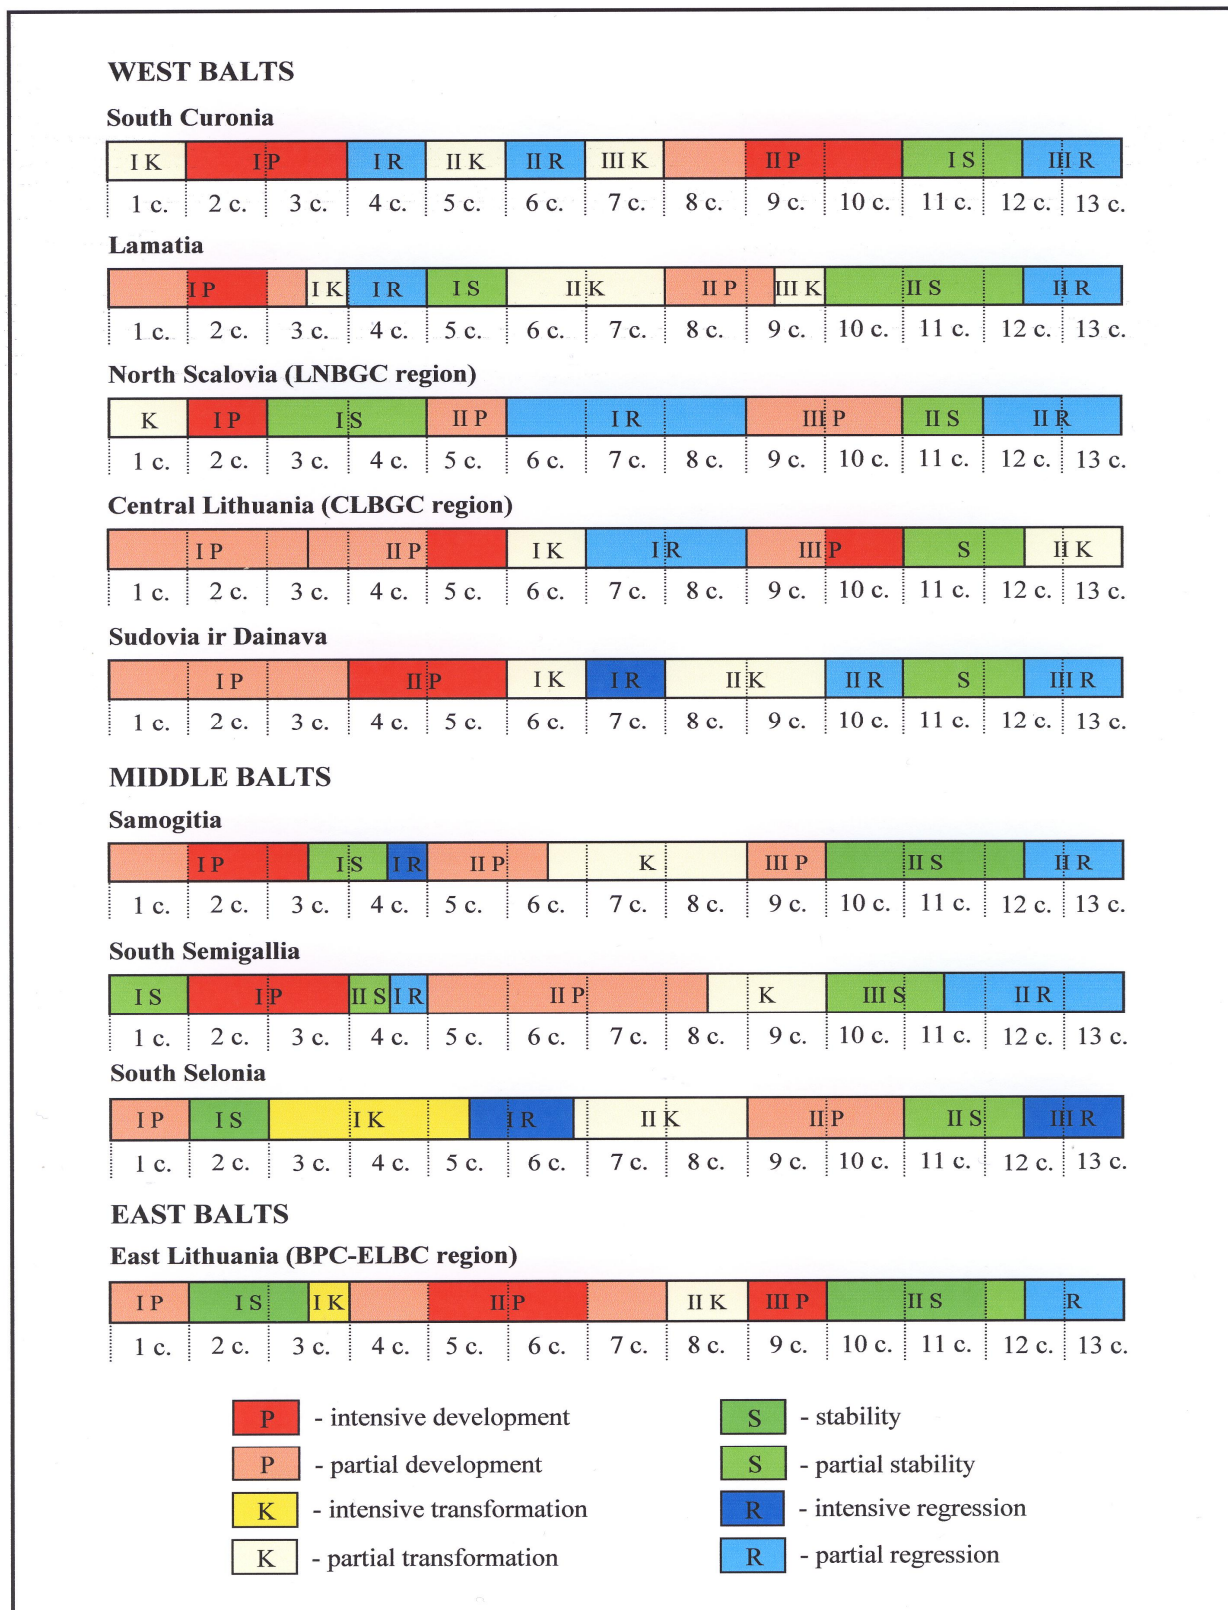 WEST BALTS
South Curonia
I K I P I R II K II R III K II P I S III R
1 c. 2 c. 3 c. 4 c. 5 c. 6 c. 7 c. 8 c. 9 c. 10 c. 11 c. 12 c. 13 c.
Lamatia
I P I K I R I S II K II P III K II S II R
1 c. 2 c. 3 c. 4 c. 5 c. 6 c. 7 c. 8 c. 9 c. 10 c. 11 c. 12 c. 13 c.
North Scalovia (LNBGC region)
K I P I S II P I R III P II S II R
1 c. 2 c. 3 c. 4 c. 5 c. 6 c. 7 c. 8 c. 9 c. 10 c. 11 c. 12 c. 13 c.
Central Lithuania (CLBGC region)
I P II P I K I R III P S II K
1 c. 2 c. 3 c. 4 c. 5 c. 6 c. 7 c. 8 c. 9 c. 10 c. 11 c. 12 c. 13 c.
Sudovia ir Dainava
I P II P I K I R II K II R S III R
1 c. 2 c. 3 c. 4 c. 5 c. 6 c. 7 c. 8 c. 9 c. 10 c. 11 c. 12 c. 13 c.
MIDDLE BALTS
Samogitia
I P I S I R II P K III P II S II R
1 c. 2 c. 3 c. 4 c. 5 c. 6 c. 7 c. 8 c. 9 c. 10 c. 11 c. 12 c. 13 c.
South Semigallia
I S I P II S I R II P K III S II R
1 c. 2 c. 3 c. 4 c. 5 c. 6 c. 7 c. 8 c. 9 c. 10 c. 11 c. 12 c. 13 c.
South Selonia
I P I S I K I R II K II P II S III R
1 c. 2 c. 3 c. 4 c. 5 c. 6 c. 7 c. 8 c. 9 c. 10 c. 11 c. 12 c. 13 c.
EAST BALTS
East Lithuania (BPC-ELBC region)
I P I S I K II P II K III P II S R
1 c. 2 c. 3 c. 4 c. 5 c. 6 c. 7 c. 8 c. 9 c. 10 c. 11 c. 12 c. 13 c.
P - intensive development S - stability
P - partial development S - partial stability
K - intensive transformation R - intensive regression
K - partial transformation R - partial regression